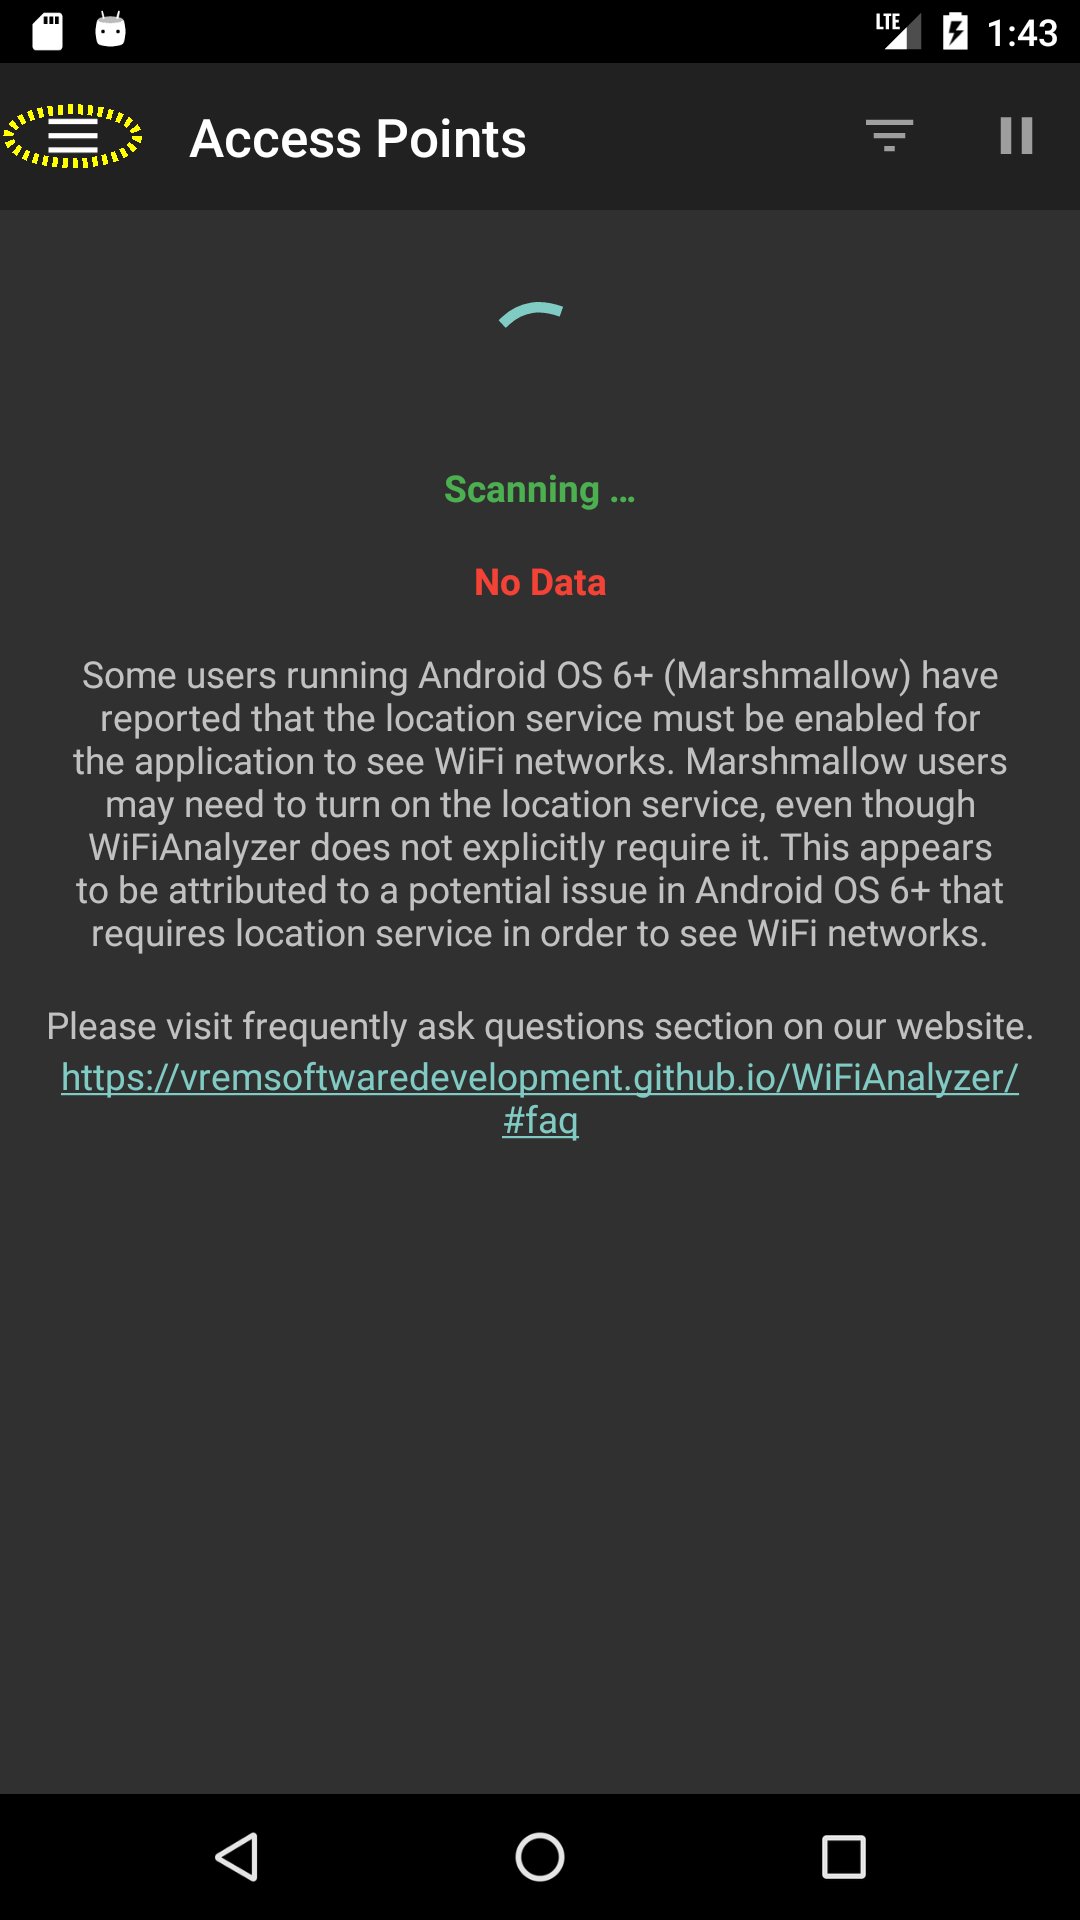 LTE 1:43
Access Points
Scanning ...
No Data
Some users running Android OS 6+ (Marshmallow) have
reported that the location service must be enabled for
the application to see WiFi networks. Marshmallow users
may need to turn on the location service, even though
WiFiAnalyzer does not explicitly require it. This appears
to be attributed to a potential issue in Android OS 6+ that
requires location service in order to see WiFi networks.
Please visit frequently ask questions section on our website.
https://vremsoftwaredevelopment.github.io/WiFiAnalyzer/
#faq